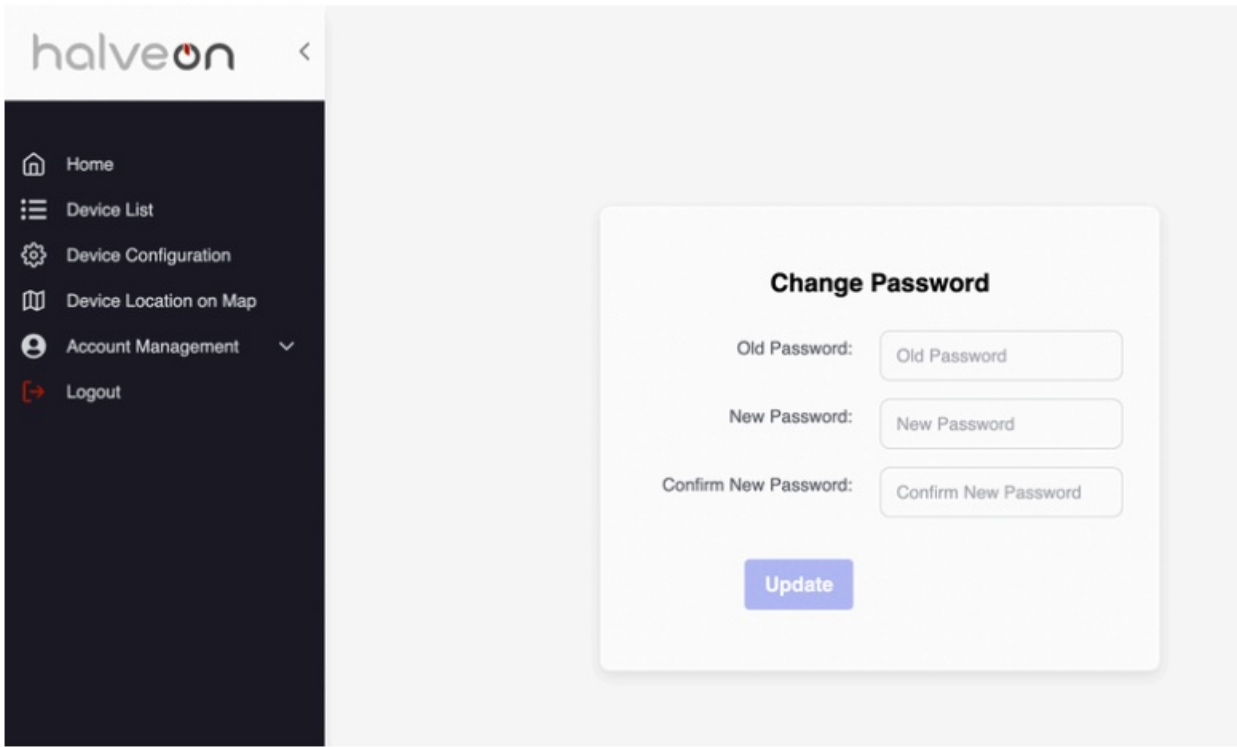 halveon
Home
Device List
Device Configuration
Device Location on Map
Account Management
Logout
Change Password
Old Password: Old Password
New Password: New Password
Confirm New Password: Confirm New Password
Update